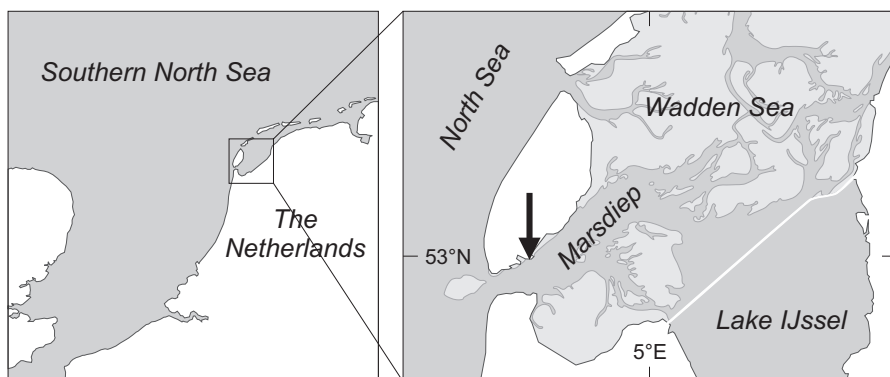 Southern North Sea
The
Netherlands
North Sea
Wadden Sea
Marsdiep
53°N
Lake IJssel
5°E